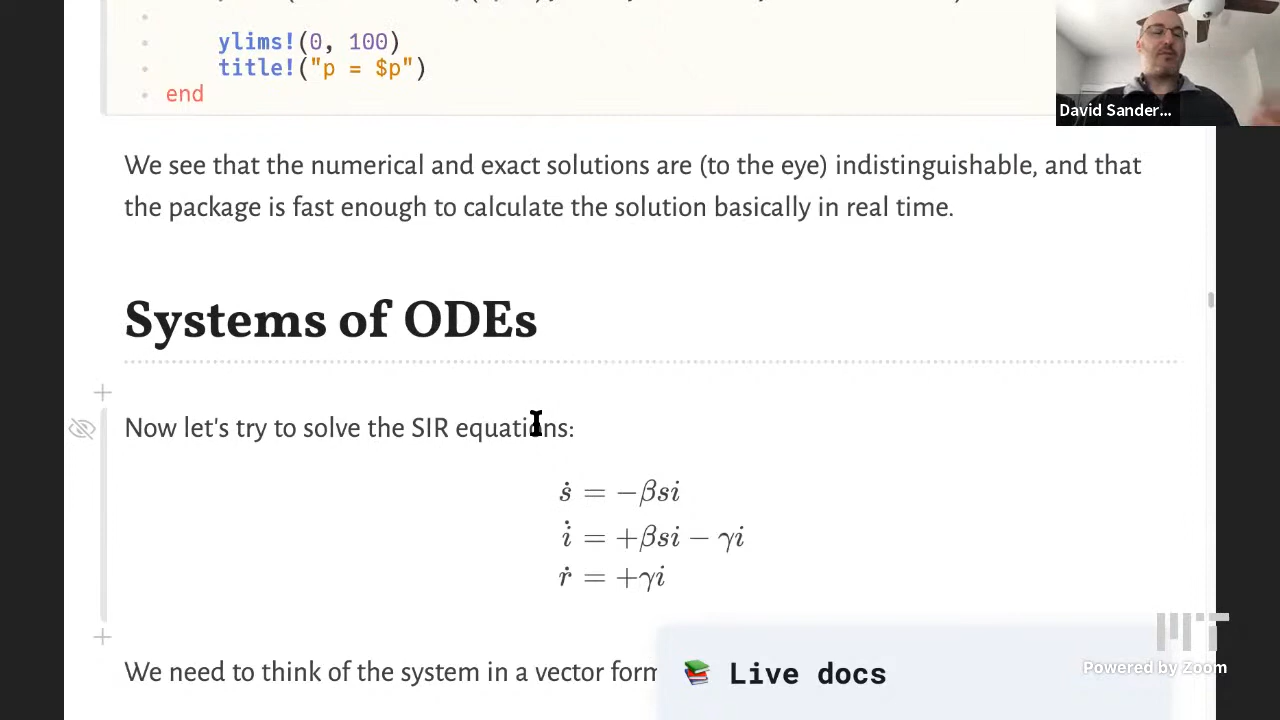 ylims!(0, 100)
title!("p = $p")
end
David Sander...
We see that the numerical and exact solutions are (to the eye) indistinguishable, and that
the package is fast enough to calculate the solution basically in real time.
Systems of ODEs
Now let's try to solve the SIR equations:
ṡ = −βsi
i̇ = +βsi − γi
ṙ = +γi
We need to think of the system in a vector form
📚 Live docs
MIT
Powered by Zoom